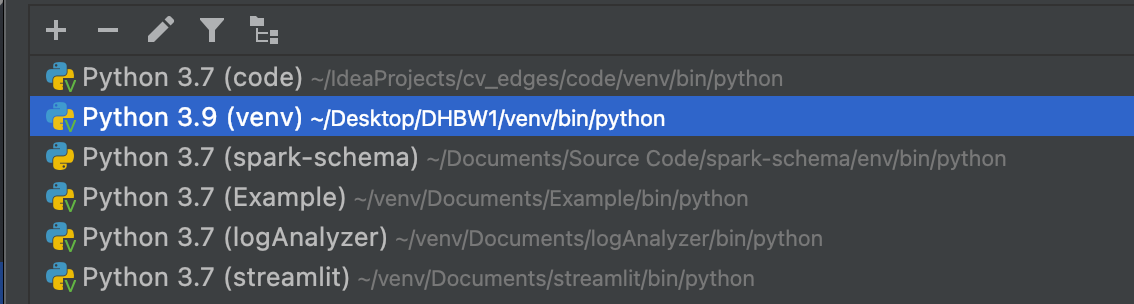 Python 3.7 (code) ~/IdeaProjects/cv_edges/code/venv/bin/python
Python 3.9 (venv) ~/Desktop/DHBW1/venv/bin/python
Python 3.7 (spark-schema) ~/Documents/Source Code/spark-schema/env/bin/python
Python 3.7 (Example) ~/venv/Documents/Example/bin/python
Python 3.7 (logAnalyzer) ~/venv/Documents/logAnalyzer/bin/python
Python 3.7 (streamlit) ~/venv/Documents/streamlit/bin/python